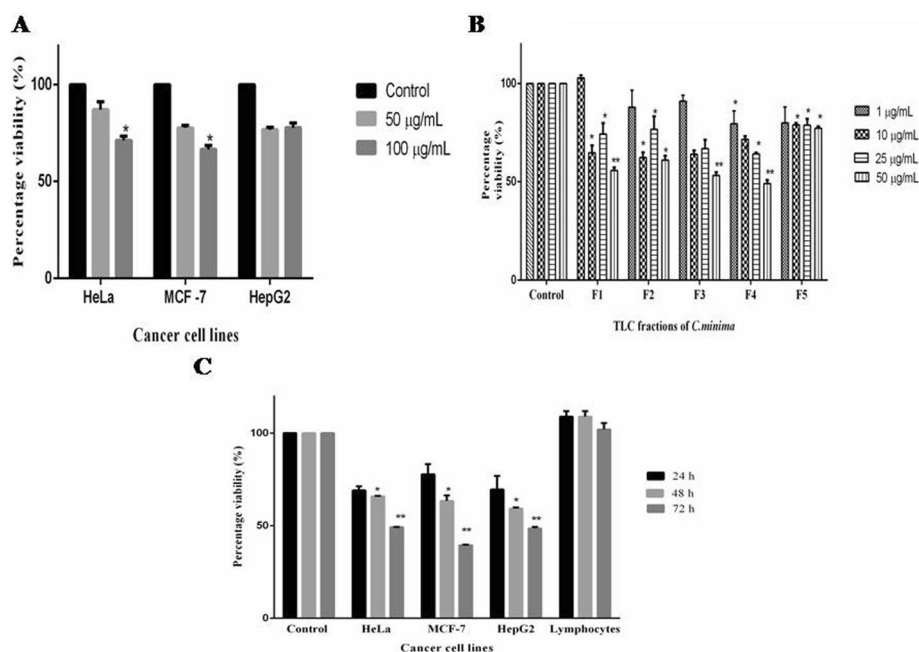 A
Percentage viability (%)
100
50
0
HeLa
MCF -7
HepG2
Cancer cell lines
Control
50 µg/mL
100 µg/mL
*
*
B
Percentage
viability (%)
100
50
0
Control
F1
F2
F3
F4
F5
TLC fractions of C.minima
1 µg/mL
10 µg/mL
25 µg/mL
50 µg/mL
*
*
**
*
*
*
**
*
*
**
*
*
*
C
Percentage viability (%)
100
50
0
Control
HeLa
MCF-7
HepG2
Lymphocytes
Cancer cell lines
24 h
48 h
72 h
*
**
*
**
*
**